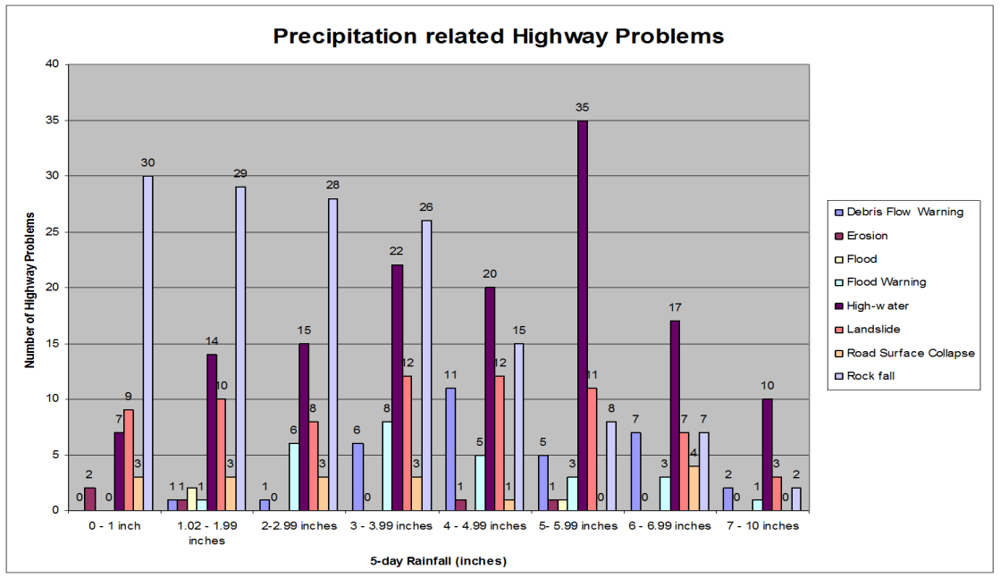 Precipitation related Highway Problems
Number of Highway Problems
40
35
30
25
20
15
10
5
0
0 2 0 7 9 3 30
1 1 1 14 10 3 29
1 0 6 15 8 3 28
6 0 8 22 12 3 26
11 1 5 20 12 1 15
5 1 3 35 11 0 8
7 0 3 17 7 4 7
2 0 1 10 3 0 2
0 - 1 inch
1.02 - 1.99
inches
2-2.99 inches
3 - 3.99 inches
4 - 4.99 inches
5- 5.99 inches
6 - 6.99 inches
7 - 10 inches
5-day Rainfall (inches)
Debris Flow Warning
Erosion
Flood
Flood Warning
High-water
Landslide
Road Surface Collapse
Rock fall